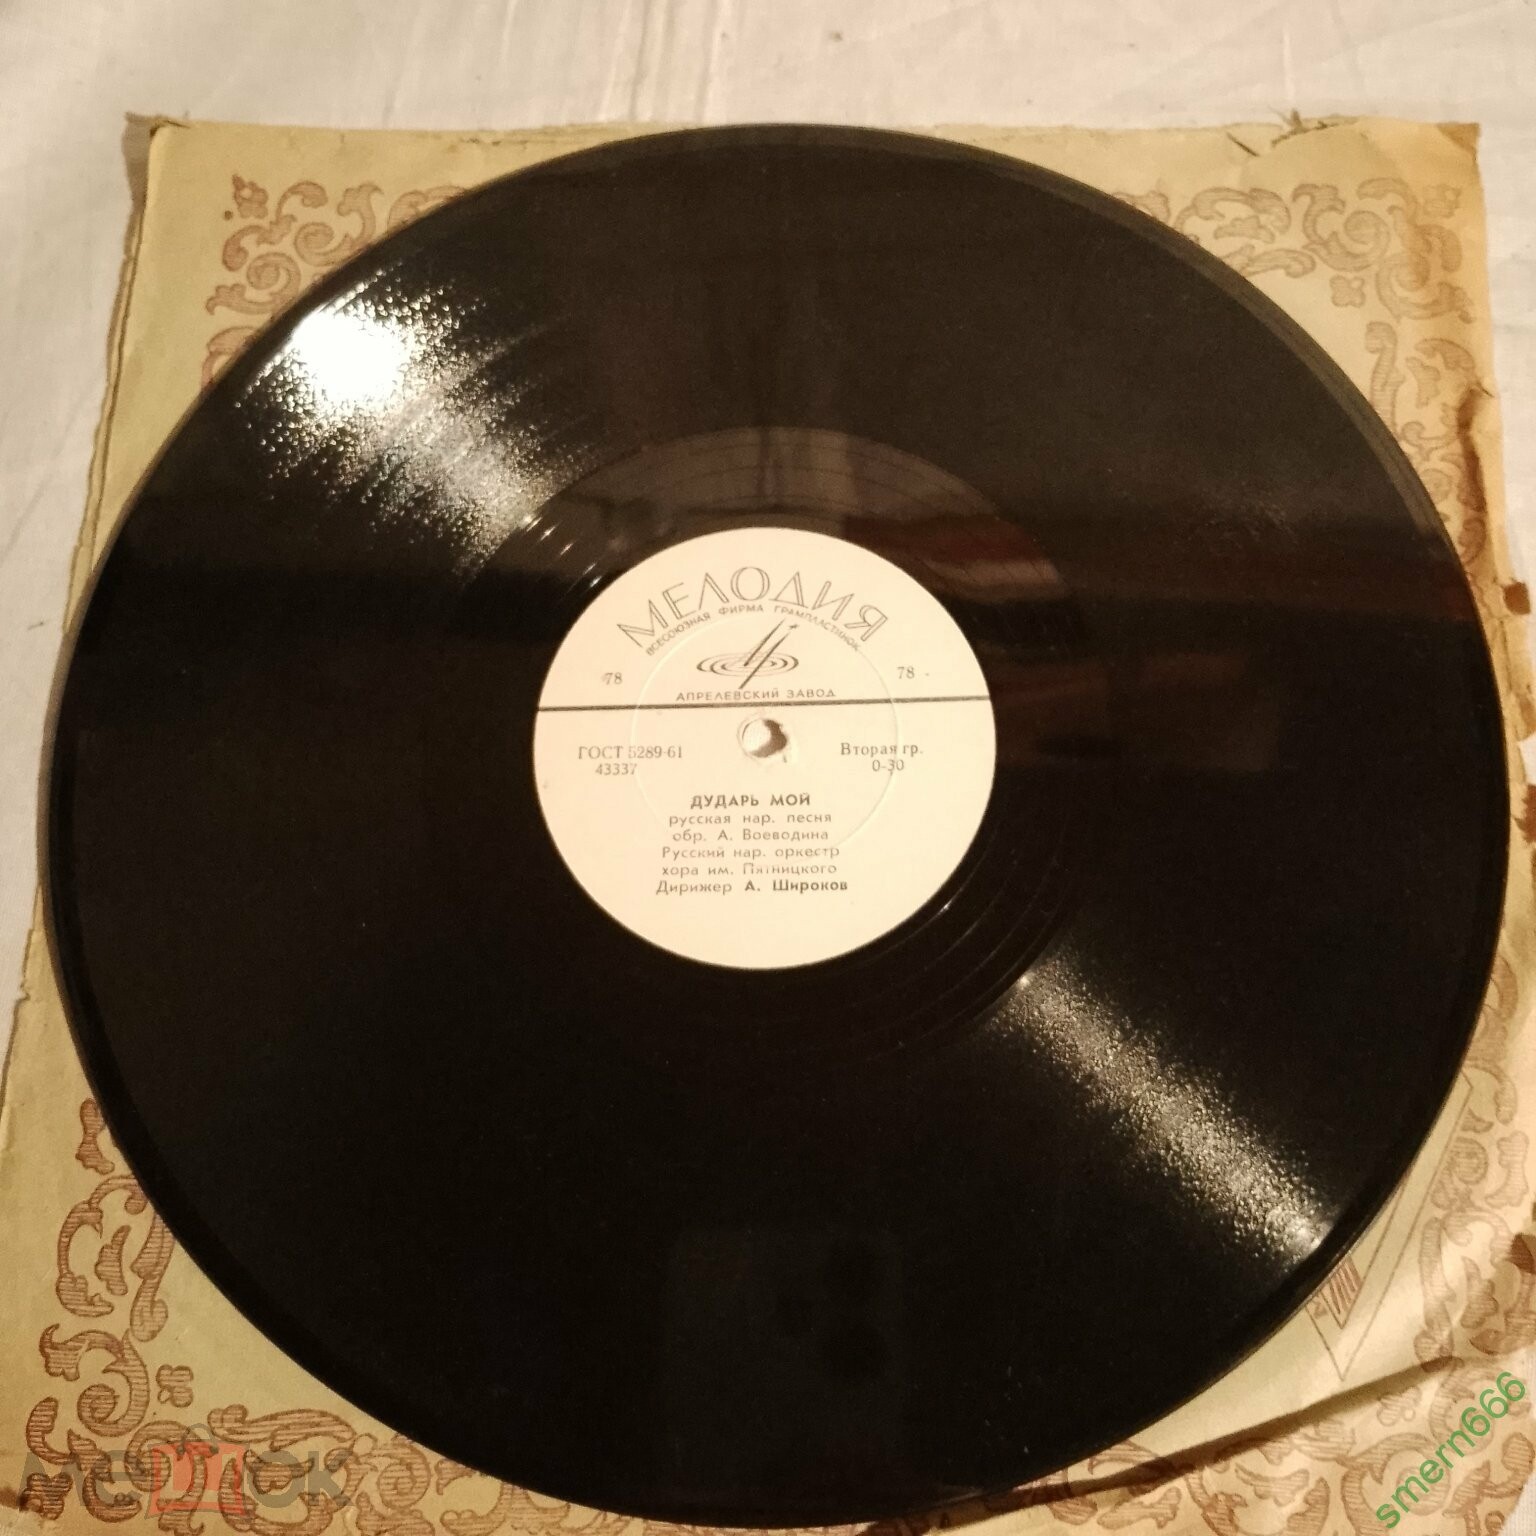 МЕЛОДИЯ
ВСЕСОЮЗНАЯ ФИРМА ГРАМПЛАСТИНОК
78 78
АПРЕЛЕВСКИЙ ЗАВОД
ГОСТ 5289-61 Вторая гр.
43337 0-30
ДУДАРЬ МОЙ
русская нар. песня
обр. А. Воеводина
Русский нар. оркестр
хора им. Пятницкого
Дирижер А. Широков
мешок
smern666